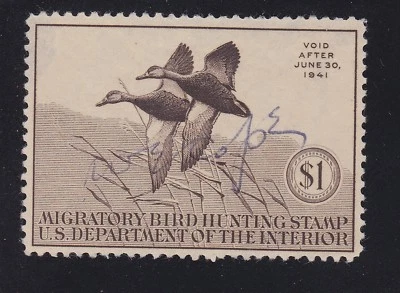 VOID
AFTER
JUNE 30,
1941
$1
MIGRATORY BIRD HUNTING STAMP
U.S. DEPARTMENT OF THE INTERIOR